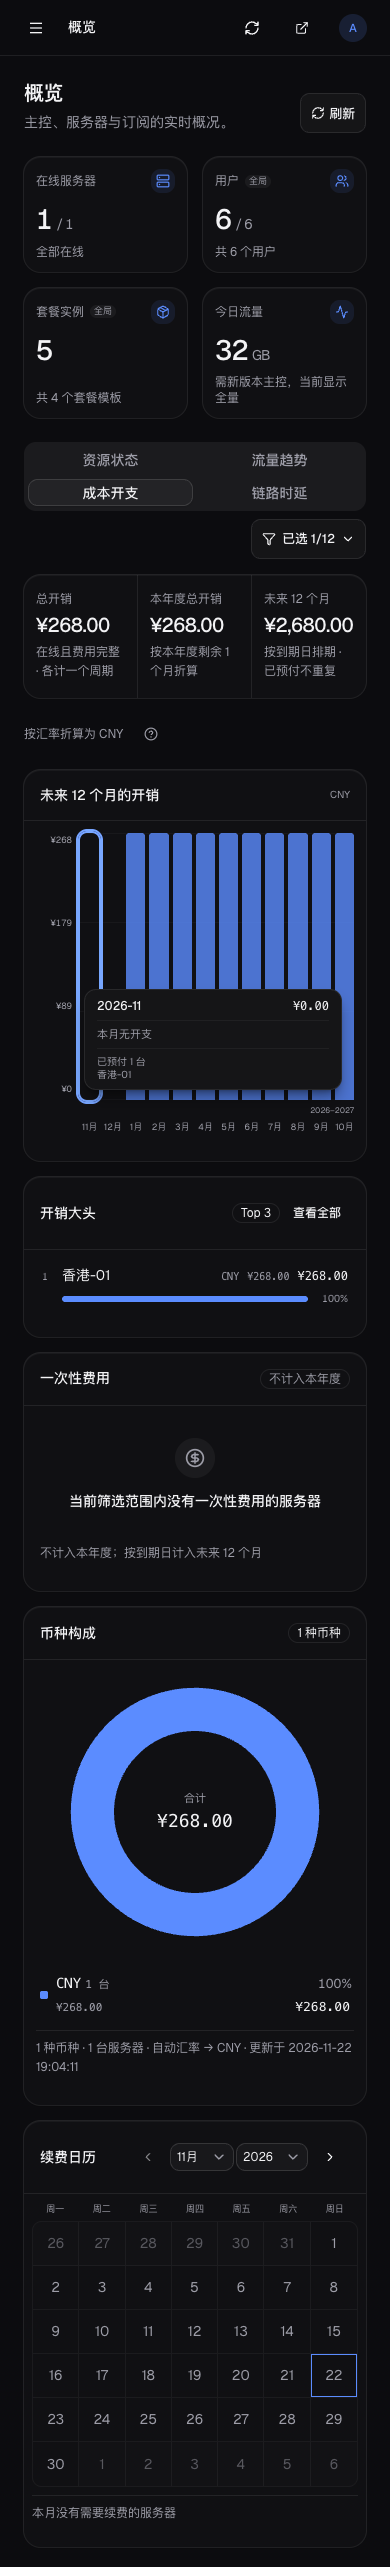 概览
A
概览
主控、服务器与订阅的实时概况。
刷新
在线服务器
1 / 1
全部在线
用户 全局
6 / 6
共 6 个用户
套餐实例 全局
5
共 4 个套餐模板
今日流量
32 GB
需新版本主控，当前显示
全量
资源状态
流量趋势
成本开支
链路时延
已选 1/12
总开销
¥268.00
在线且费用完整
· 各计一个周期
本年度总开销
¥268.00
按本年度剩余 1
个月折算
未来 12 个月
¥2,680.00
按到期日排期 ·
已预付不重复
按汇率折算为 CNY
未来 12 个月的开销
CNY
¥268
¥179
¥89
¥0
2026-11 ¥0.00
本月无开支
已预付 1 台
香港-01
2026–2027
11月 12月 1月 2月 3月 4月 5月 6月 7月 8月 9月 10月
开销大头
Top 3
查看全部
1 香港-01 CNY ¥268.00 ¥268.00
100%
一次性费用
不计入本年度
当前筛选范围内没有一次性费用的服务器
不计入本年度；按到期日计入未来 12 个月
币种构成
1 种币种
合计
¥268.00
CNY 1 台 100%
¥268.00 ¥268.00
1 种币种 · 1 台服务器 · 自动汇率 → CNY · 更新于 2026-11-22
19:04:11
续费日历
11月
2026
周一 周二 周三 周四 周五 周六 周日
26 27 28 29 30 31 1
2 3 4 5 6 7 8
9 10 11 12 13 14 15
16 17 18 19 20 21 22
23 24 25 26 27 28 29
30 1 2 3 4 5 6
本月没有需要续费的服务器